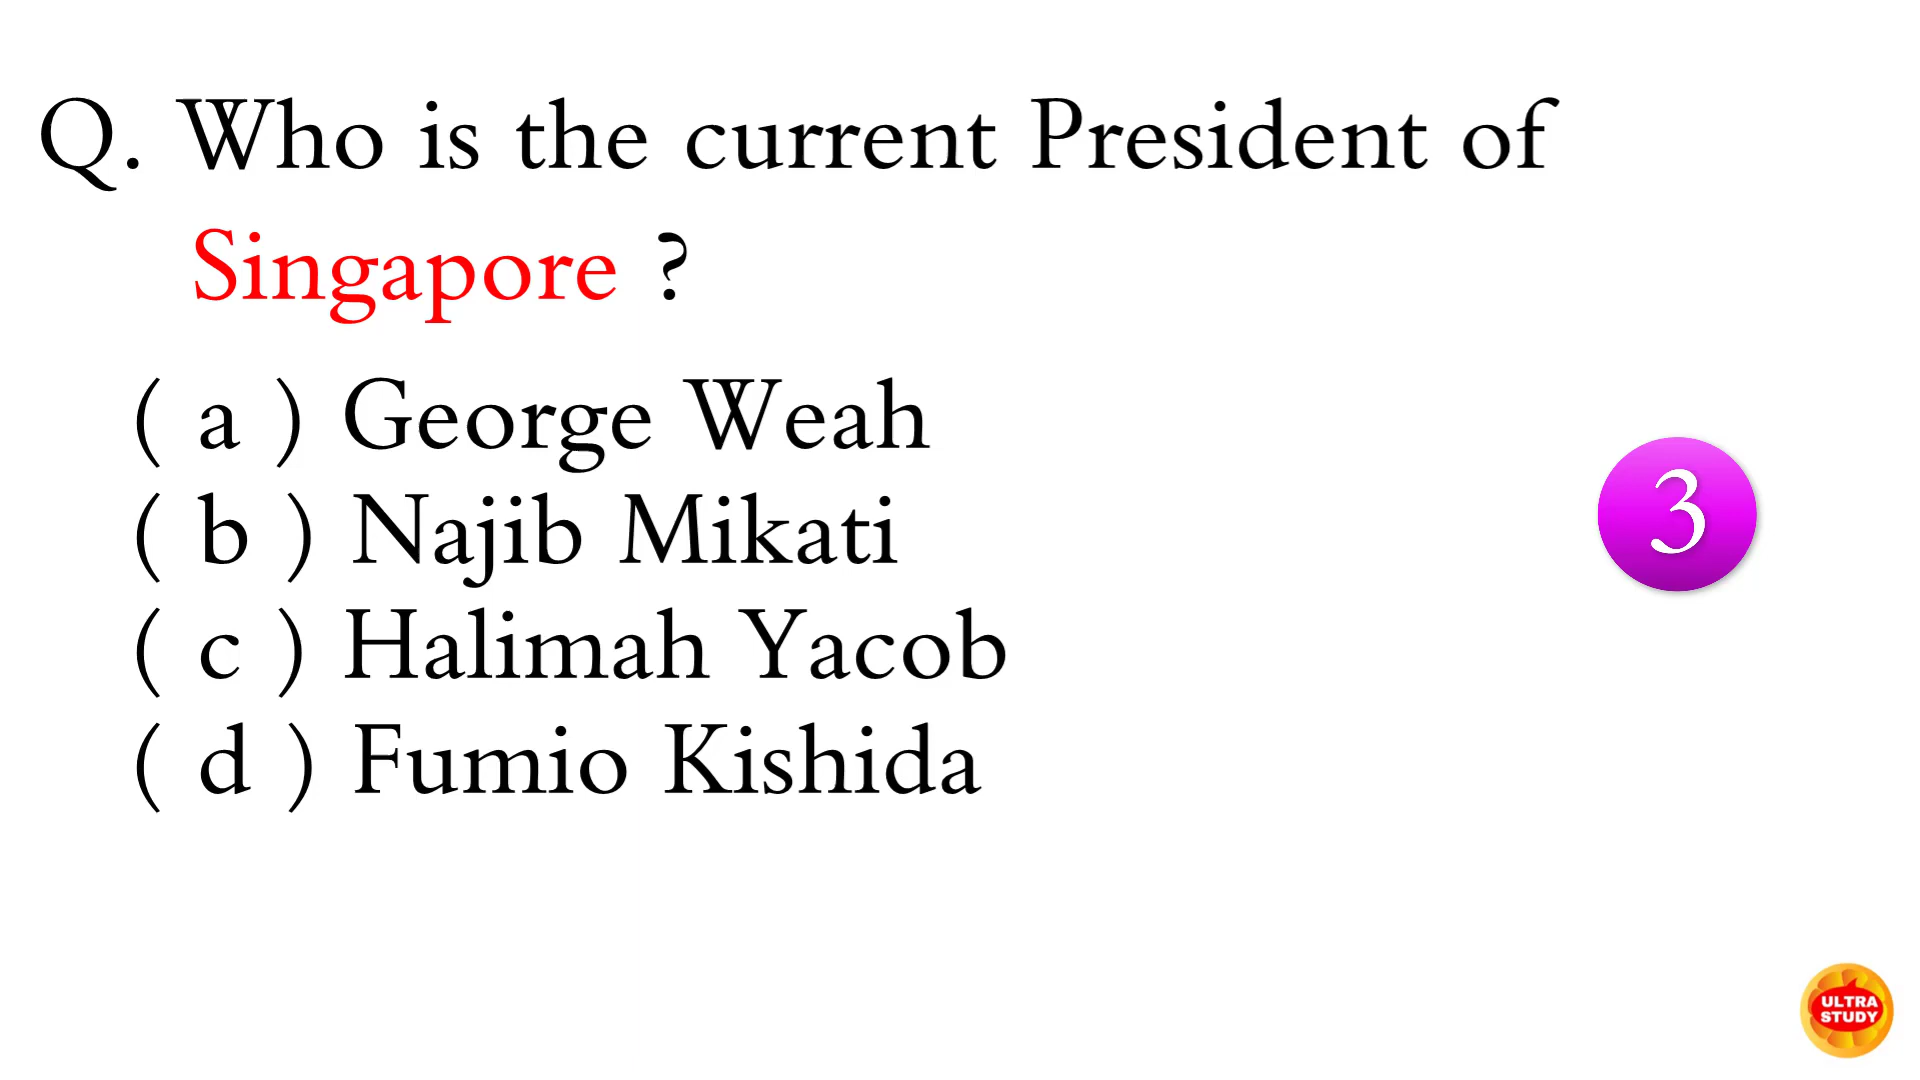 Q. Who is the current President of
Singapore ?
( a ) George Weah
( b ) Najib Mikati
( c ) Halimah Yacob
( d ) Fumio Kishida
3
ULTRA
STUDY